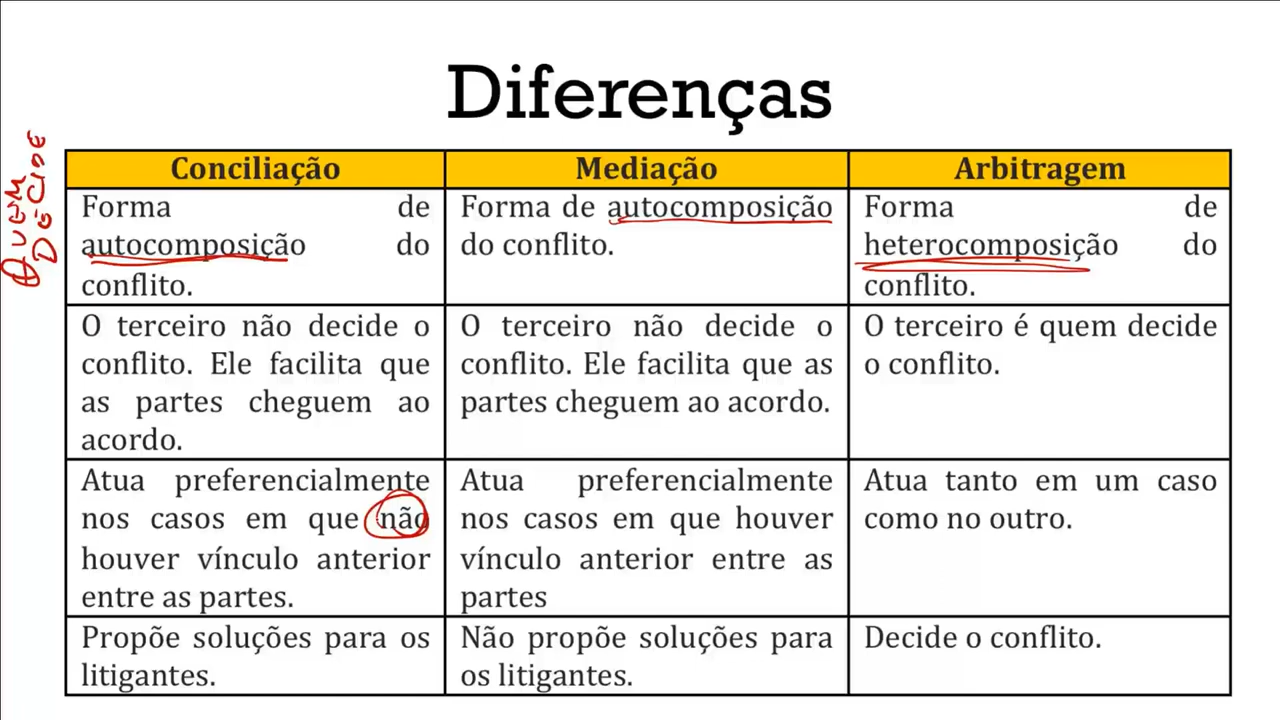 Diferenças
QUEM
DECIDE
Conciliação
Mediação
Arbitragem
Forma de
autocomposição do
conflito.
Forma de autocomposição
do conflito.
Forma de
heterocomposição do
conflito.
O terceiro não decide o
conflito. Ele facilita que
as partes cheguem ao
acordo.
O terceiro não decide o
conflito. Ele facilita que as
partes cheguem ao acordo.
O terceiro é quem decide
o conflito.
Atua preferencialmente
nos casos em que não
houver vínculo anterior
entre as partes.
Atua preferencialmente
nos casos em que houver
vínculo anterior entre as
partes
Atua tanto em um caso
como no outro.
Propõe soluções para os
litigantes.
Não propõe soluções para
os litigantes.
Decide o conflito.